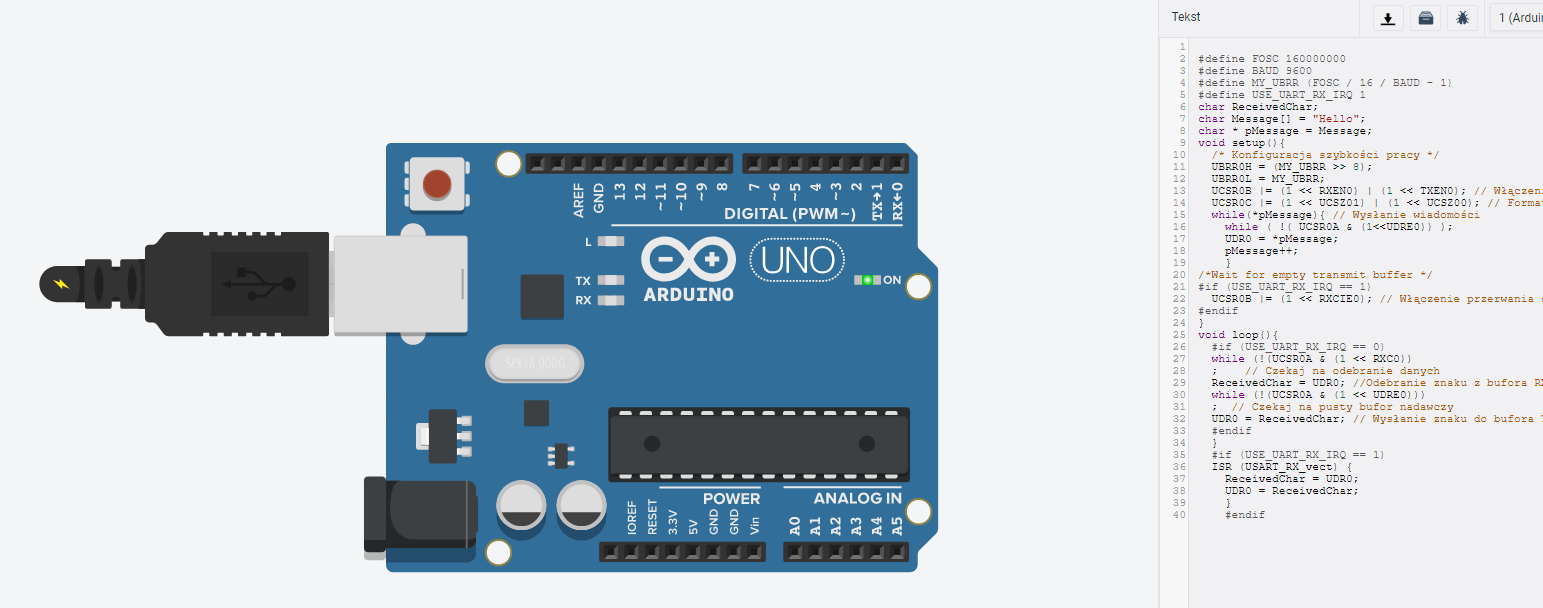 Tekst
1 (Ardui
1
2 #define FOSC 160000000
3 #define BAUD 9600
4 #define MY_UBRR (FOSC / 16 / BAUD - 1)
5 #define USE_UART_RX_IRQ 1
6 char ReceivedChar;
7 char Message[] = "Hello";
8 char * pMessage = Message;
9 void setup(){
10 /* Konfiguracja szybkości pracy */
11 UBRR0H = (MY_UBRR >> 8);
12 UBRR0L = MY_UBRR;
13 UCSR0B |= (1 << RXEN0) | (1 << TXEN0); // Włączeni
14 UCSR0C |= (1 << UCSZ01) | (1 << UCSZ00); // Format
15 while(*pMessage){ // Wysłanie wiadomości
16 while ( !( UCSR0A & (1<<UDRE0)) );
17 UDR0 = *pMessage;
18 pMessage++;
19 }
20 /*Wait for empty transmit buffer */
21 #if (USE_UART_RX_IRQ == 1)
22 UCSR0B |= (1 << RXCIE0); // Włączenie przerwania
23 #endif
24 }
25 void loop(){
26 #if (USE_UART_RX_IRQ == 0)
27 while (!(UCSR0A & (1 << RXC0))
28 ; // Czekaj na odebranie danych
29 ReceivedChar = UDR0; //Odebranie znaku z bufora RX
30 while (!(UCSR0A & (1 << UDRE0)))
31 ; // Czekaj na pusty bufor nadawczy
32 UDR0 = ReceivedChar; // Wysłanie znaku do bufora
33 #endif
34 }
35 #if (USE_UART_RX_IRQ == 1)
36 ISR (USART_RX_vect) {
37 ReceivedChar = UDR0;
38 UDR0 = ReceivedChar;
39 }
40 #endif
AREF GND 13 12 ~11 ~10 ~9 8 7 ~6 ~5 4 ~3 2 TX→1 RX←0
DIGITAL (PWM~)
L
UNO
TX
ON
RX
ARDUINO
SPK16.000G
POWER
ANALOG IN
IOREF RESET 3.3V 5V GND GND Vin A0 A1 A2 A3 A4 A5